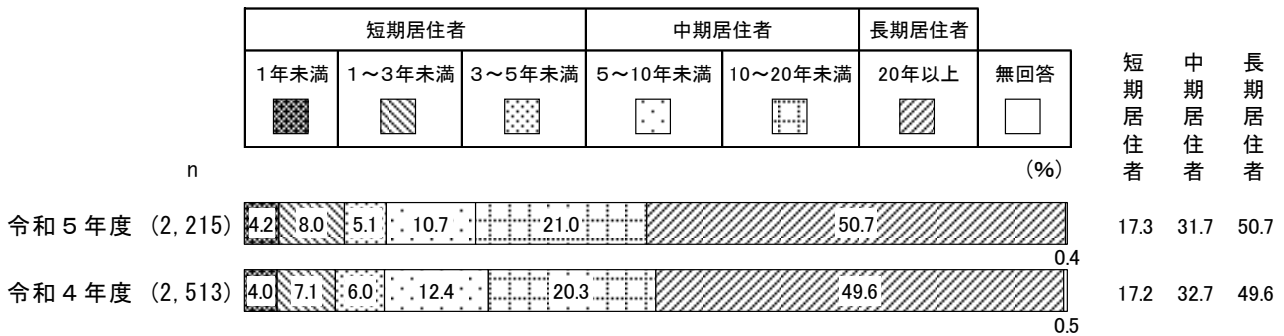 短期居住者 中期居住者 長期居住者
1年未満 1～3年未満 3～5年未満 5～10年未満 10～20年未満 20年以上 無回答
短期居住者 中期居住者 長期居住者
n (%)
令和5年度 (2,215) 4.2 8.0 5.1 10.7 21.0 50.7 17.3 31.7 50.7
0.4
令和4年度 (2,513) 4.0 7.1 6.0 12.4 20.3 49.6 17.2 32.7 49.6
0.5